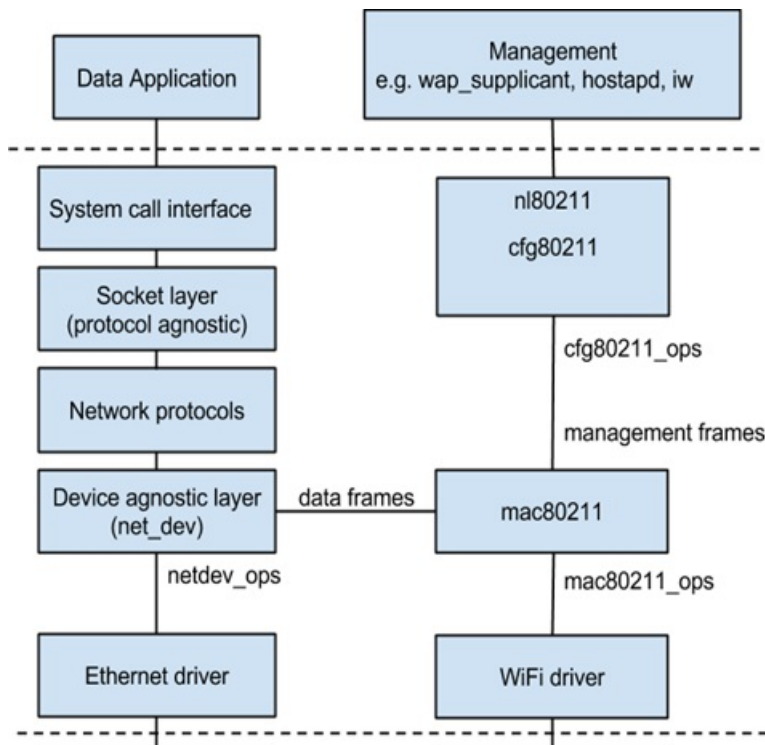 Data Application
Management
e.g. wap_supplicant, hostapd, iw
System call interface
Socket layer
(protocol agnostic)
Network protocols
Device agnostic layer
(net_dev)
netdev_ops
Ethernet driver
data frames
nl80211
cfg80211
cfg80211_ops
management frames
mac80211
mac80211_ops
WiFi driver